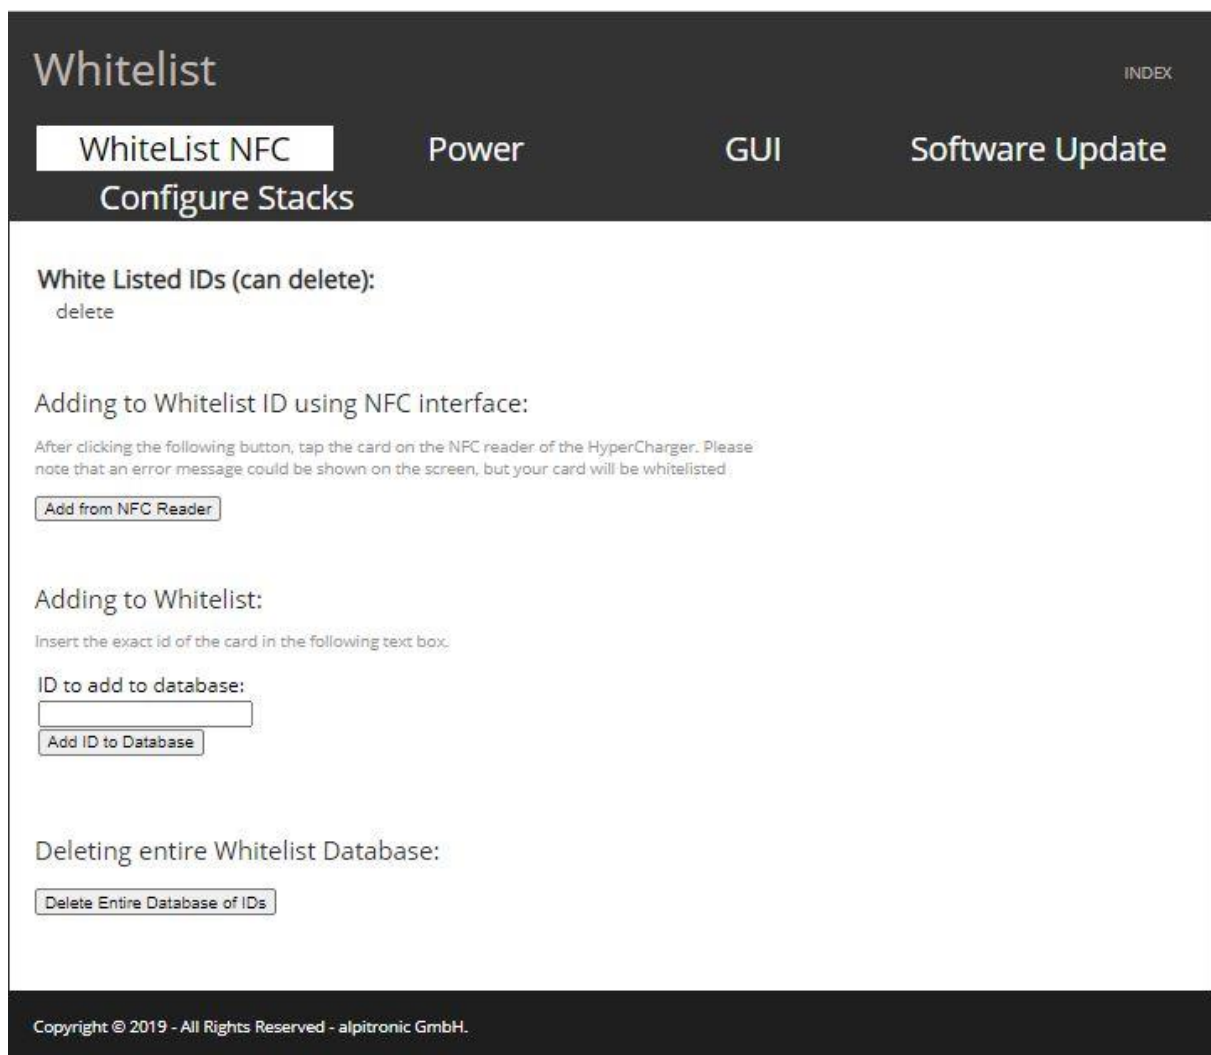 Whitelist
INDEX
WhiteList NFC Power GUI Software Update
Configure Stacks
White Listed IDs (can delete):
delete
Adding to Whitelist ID using NFC interface:
After clicking the following button, tap the card on the NFC reader of the HyperCharger. Please
note that an error message could be shown on the screen, but your card will be whitelisted
Add from NFC Reader
Adding to Whitelist:
Insert the exact id of the card in the following text box.
ID to add to database:
Add ID to Database
Deleting entire Whitelist Database:
Delete Entire Database of IDs
Copyright © 2019 - All Rights Reserved - alpitronic GmbH.